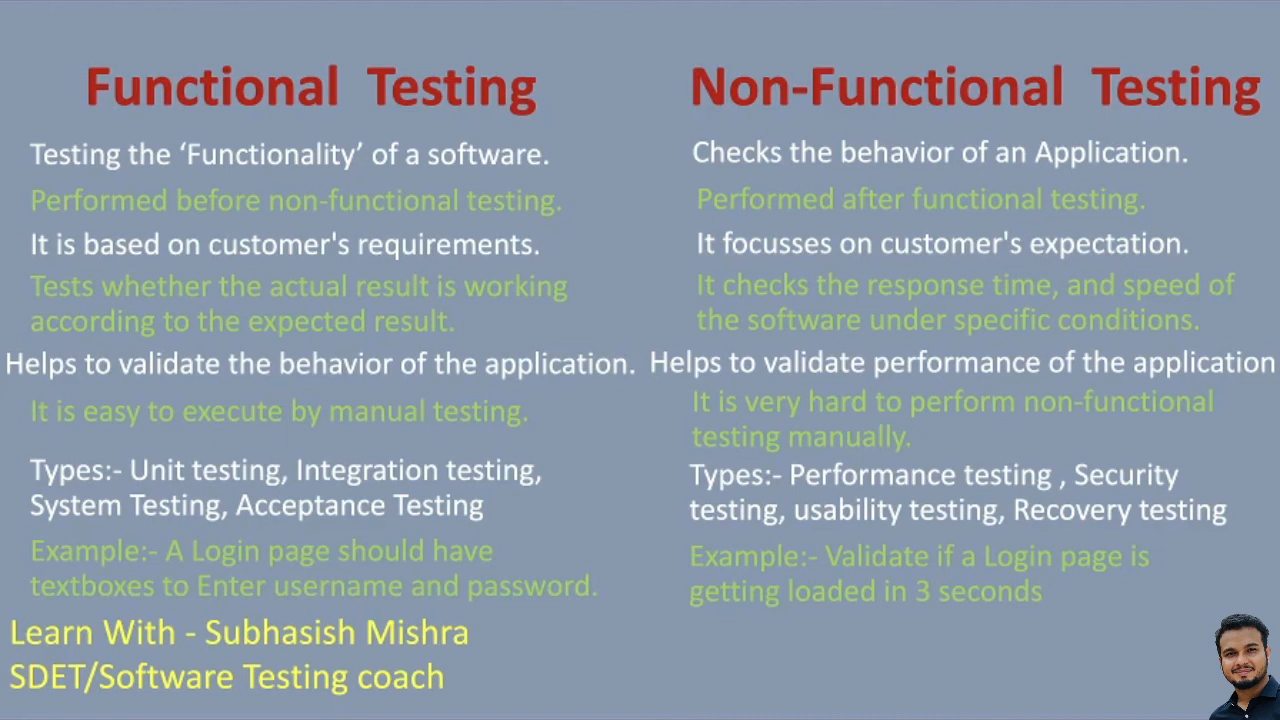 Functional Testing
Testing the ‘Functionality’ of a software.
Performed before non-functional testing.
It is based on customer's requirements.
Tests whether the actual result is working
according to the expected result.
Helps to validate the behavior of the application.
It is easy to execute by manual testing.
Types:- Unit testing, Integration testing,
System Testing, Acceptance Testing
Example:- A Login page should have
textboxes to Enter username and password.
Non-Functional Testing
Checks the behavior of an Application.
Performed after functional testing.
It focusses on customer's expectation.
It checks the response time, and speed of
the software under specific conditions.
Helps to validate performance of the application
It is very hard to perform non-functional
testing manually.
Types:- Performance testing , Security
testing, usability testing, Recovery testing
Example:- Validate if a Login page is
getting loaded in 3 seconds
Learn With - Subhasish Mishra
SDET/Software Testing coach